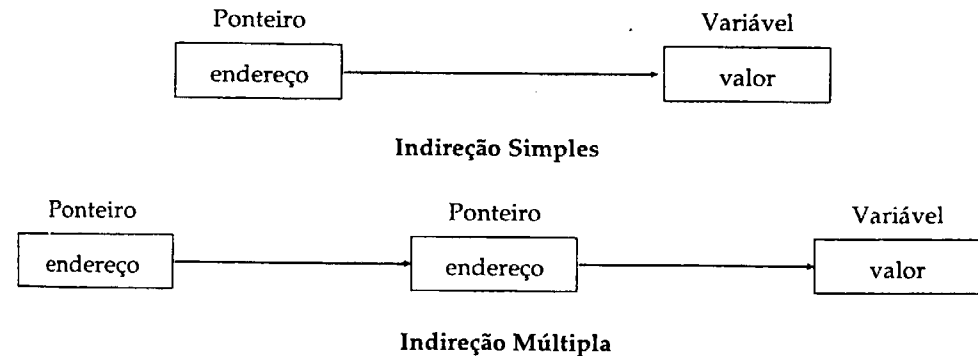 Ponteiro Variável
endereço valor
Indireção Simples
Ponteiro Ponteiro Variável
endereço endereço valor
Indireção Múltipla